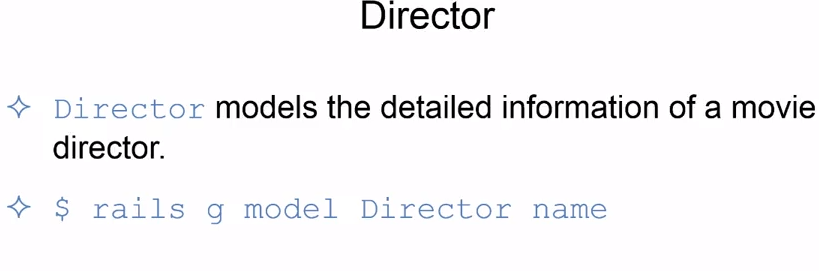 Director
Director models the detailed information of a movie
director.
$ rails g model Director name